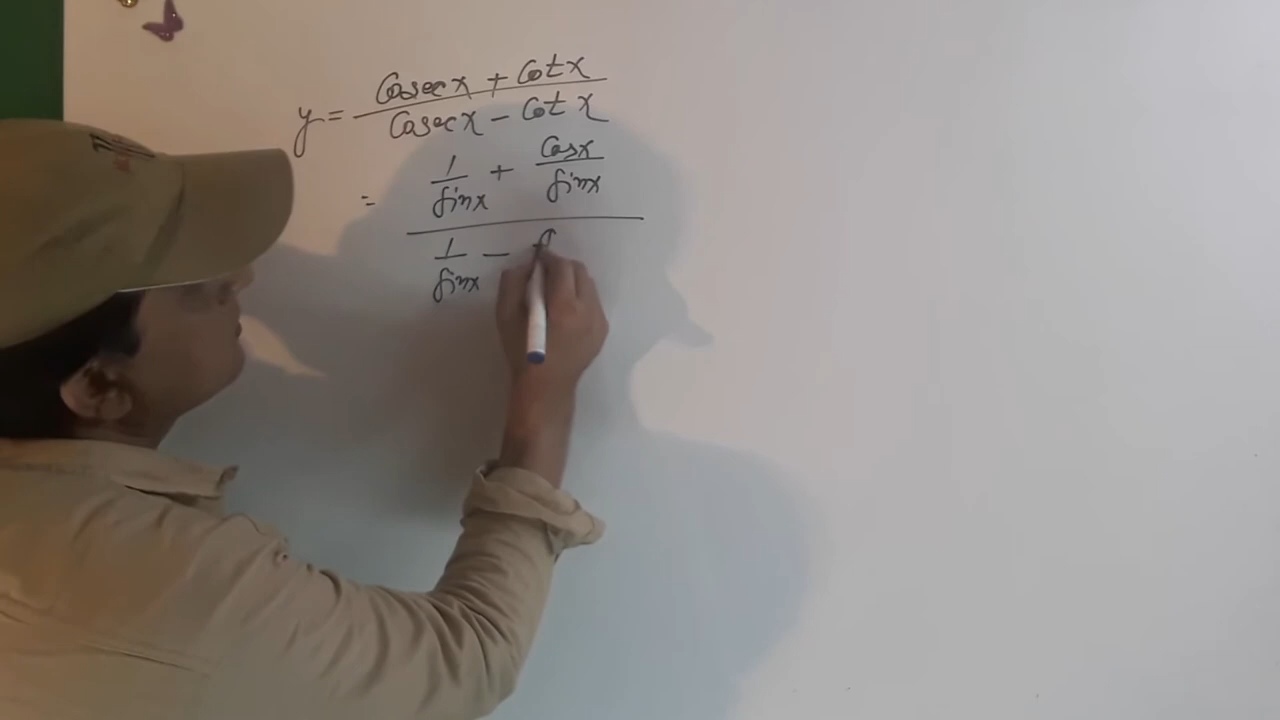 y = Cosec x + Cot x / Cosec x - Cot x
= 1/sin x + Cos x/sin x
1/sin x -